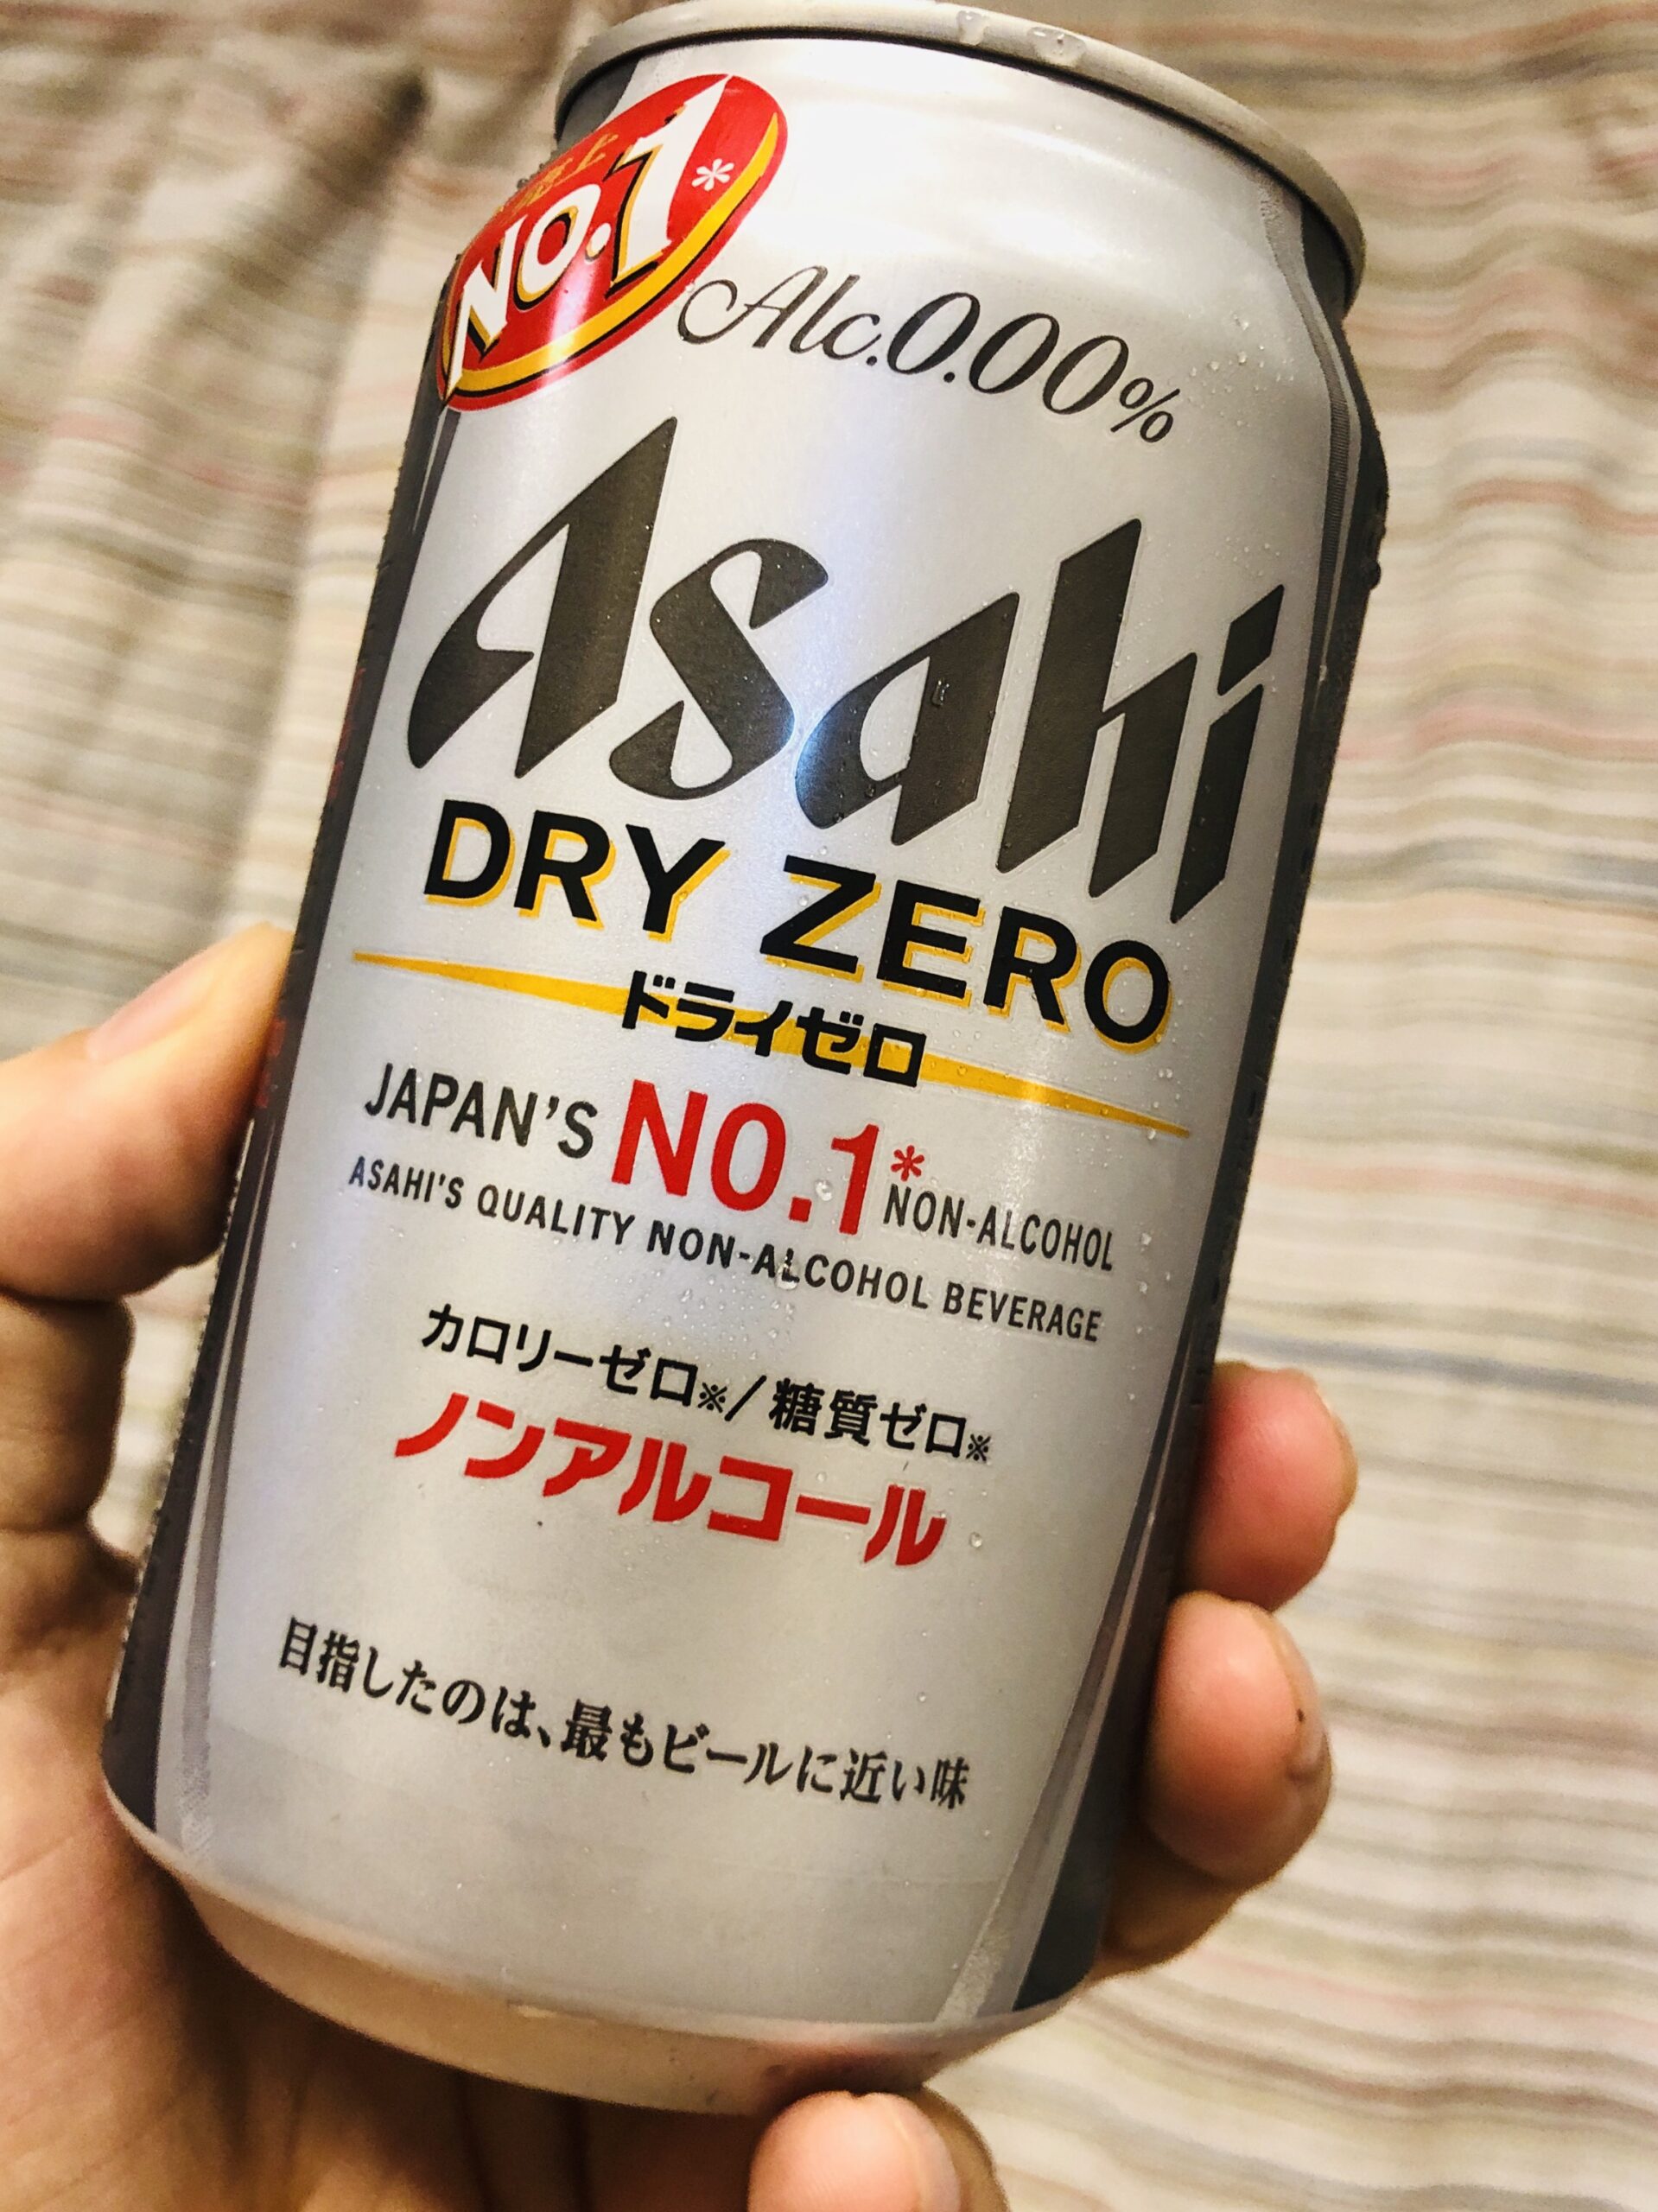 NO.1*
Alc.0.00%
Asahi
DRY ZERO
ドライゼロ
JAPAN'S NO.1* NON-ALCOHOL
ASAHI'S QUALITY NON-ALCOHOL BEVERAGE
カロリーゼロ※/糖質ゼロ※
ノンアルコール
目指したのは、最もビールに近い味